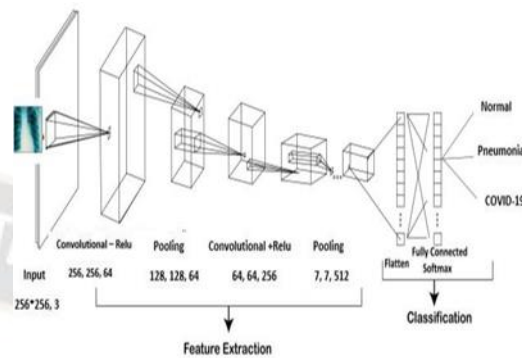 Normal
Pneumonia
COVID-19
Convolutional – Relu
Pooling
Convolutional +Relu
Pooling
Flatten
Fully Connected
Softmax
Input
256, 256, 64
128, 128, 64
64, 64, 256
7, 7, 512
256*256, 3
Classification
Feature Extraction